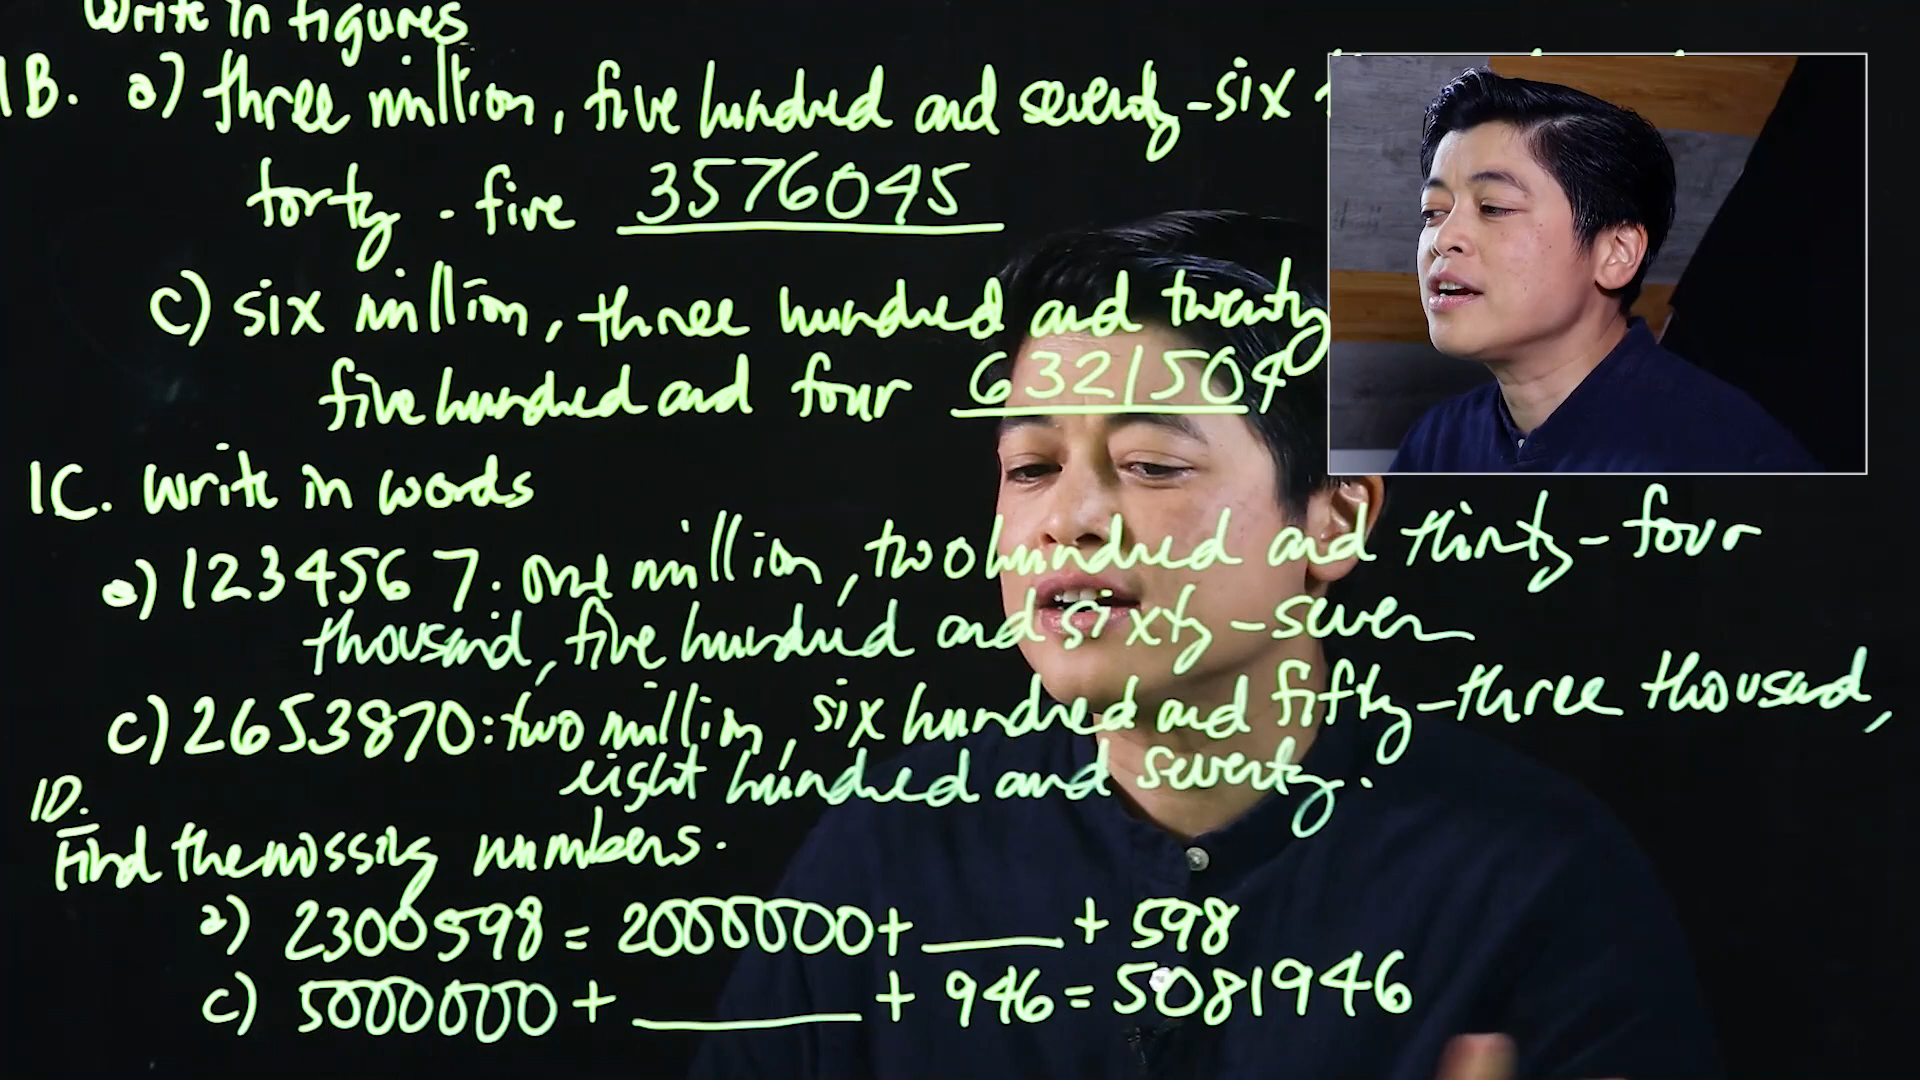 Write in figures
1B. a) three million, five hundred and seventy-six
forty-five 3576045
c) six million, three hundred and twenty
five hundred and four 6321504
1C. Write in words
a) 1234567: one million, two hundred and thirty-four
thousand, five hundred and sixty-seven
c) 2653870: two million, six hundred and fifty-three thousand,
eight hundred and seventy.
1D.
Find the missing numbers.
a) 2300598 = 2000000 + ____ + 598
c) 5000000 + ____ + 946 = 5081946